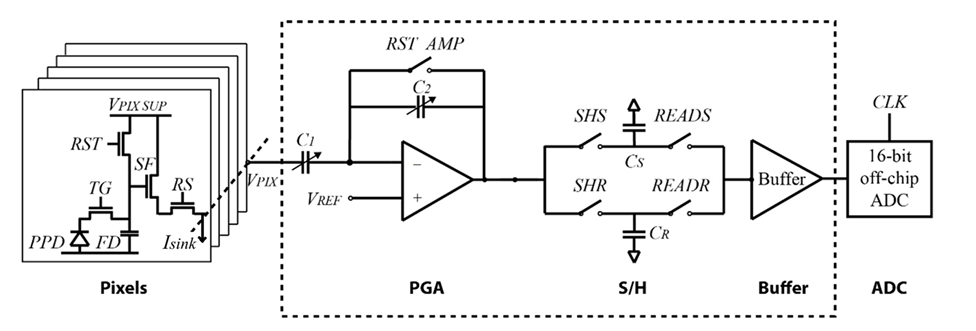 RST AMP
C2
VPIX SUP
RST
SF
TG
RS
PPD
FD
Isink
VPIX
C1
VREF
−
+
SHS
READS
CS
SHR
READR
CR
Buffer
CLK
16-bit
off-chip
ADC
Pixels
PGA
S/H
Buffer
ADC